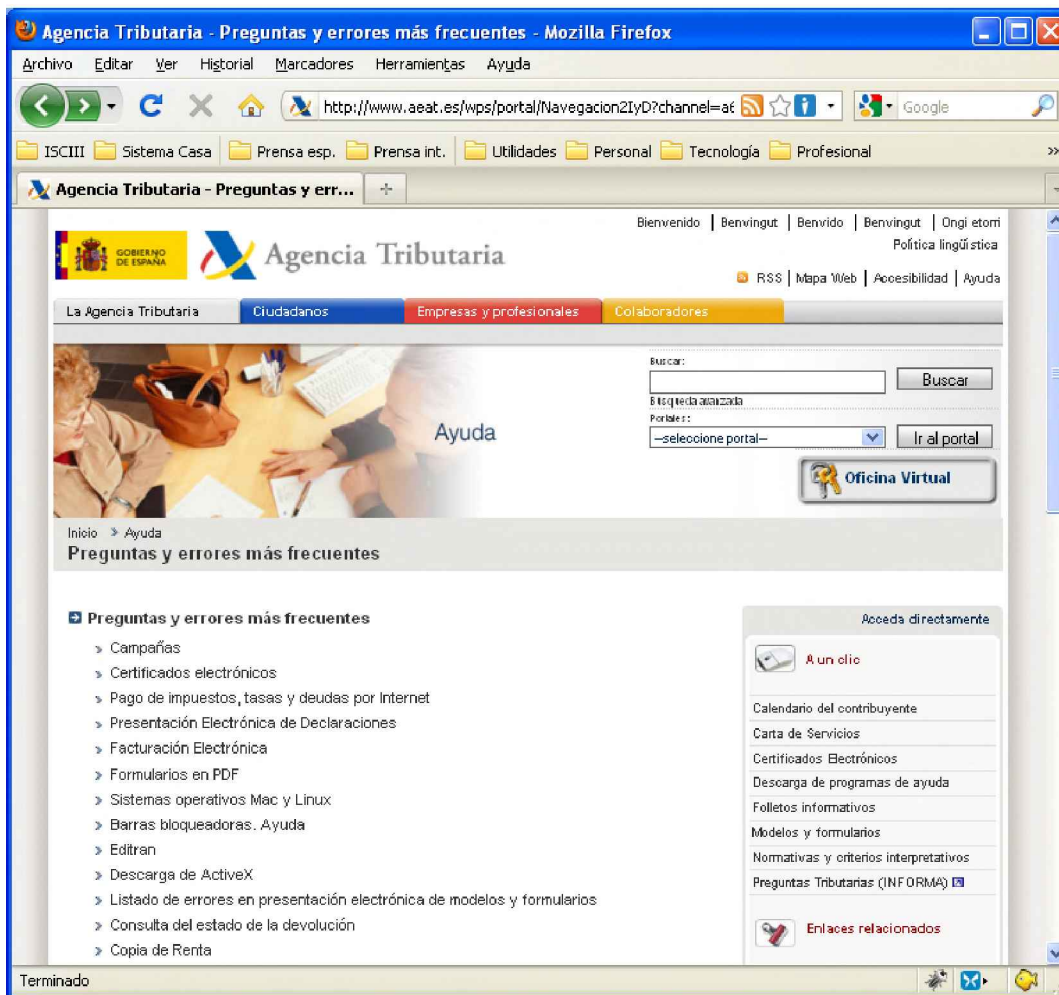 Agencia Tributaria - Preguntas y errores más frecuentes - Mozilla Firefox
Archivo Editar Ver Historial Marcadores Herramientas Ayuda
http://www.aeat.es/wps/portal/Navegacion2IyD?channel=a6
Google
ISCIII Sistema Casa Prensa esp. Prensa int. Utilidades Personal Tecnología Profesional »
Agencia Tributaria - Preguntas y err...
Bienvenido | Benvingut | Benvido | Benvingut | Ongi etorri
Política lingüística
GOBIERNO DE ESPAÑA
Agencia Tributaria
RSS | Mapa Web | Accesibilidad | Ayuda
La Agencia Tributaria Ciudadanos Empresas y profesionales Colaboradores
Buscar:
Buscar
Búsqueda avanzada
Portales:
--seleccione portal--
Ir al portal
Ayuda
Oficina Virtual
Inicio Ayuda
Preguntas y errores más frecuentes
Preguntas y errores más frecuentes
Campañas
Certificados electrónicos
Pago de impuestos, tasas y deudas por Internet
Presentación Electrónica de Declaraciones
Facturación Electrónica
Formularios en PDF
Sistemas operativos Mac y Linux
Barras bloqueadoras. Ayuda
Editran
Descarga de ActiveX
Listado de errores en presentación electrónica de modelos y formularios
Consulta del estado de la devolución
Copia de Renta
Acceda directamente
A un clic
Calendario del contribuyente
Carta de Servicios
Certificados Electrónicos
Descarga de programas de ayuda
Folletos informativos
Modelos y formularios
Normativas y criterios interpretativos
Preguntas Tributarias (INFORMA)
Enlaces relacionados
Terminado